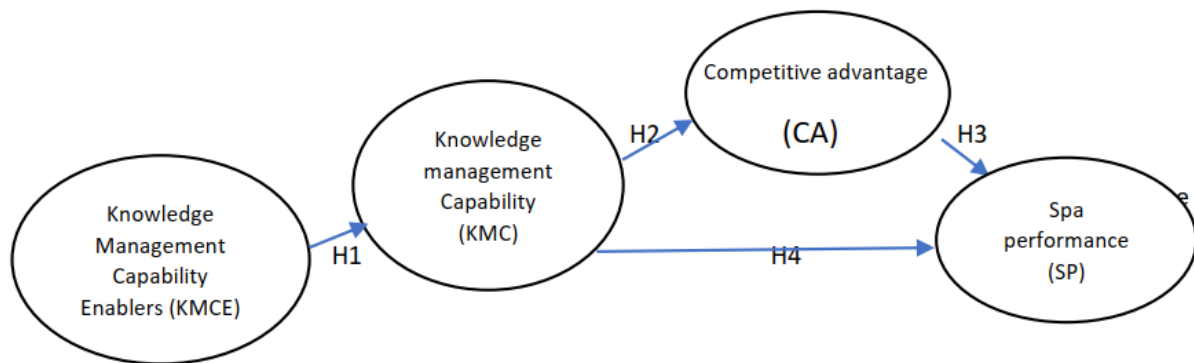 Knowledge
Management
Capability
Enablers (KMCE)
H1
Knowledge
management
Capability
(KMC)
H2
Competitive advantage
(CA)
H3
H4
Spa
performance
(SP)
e